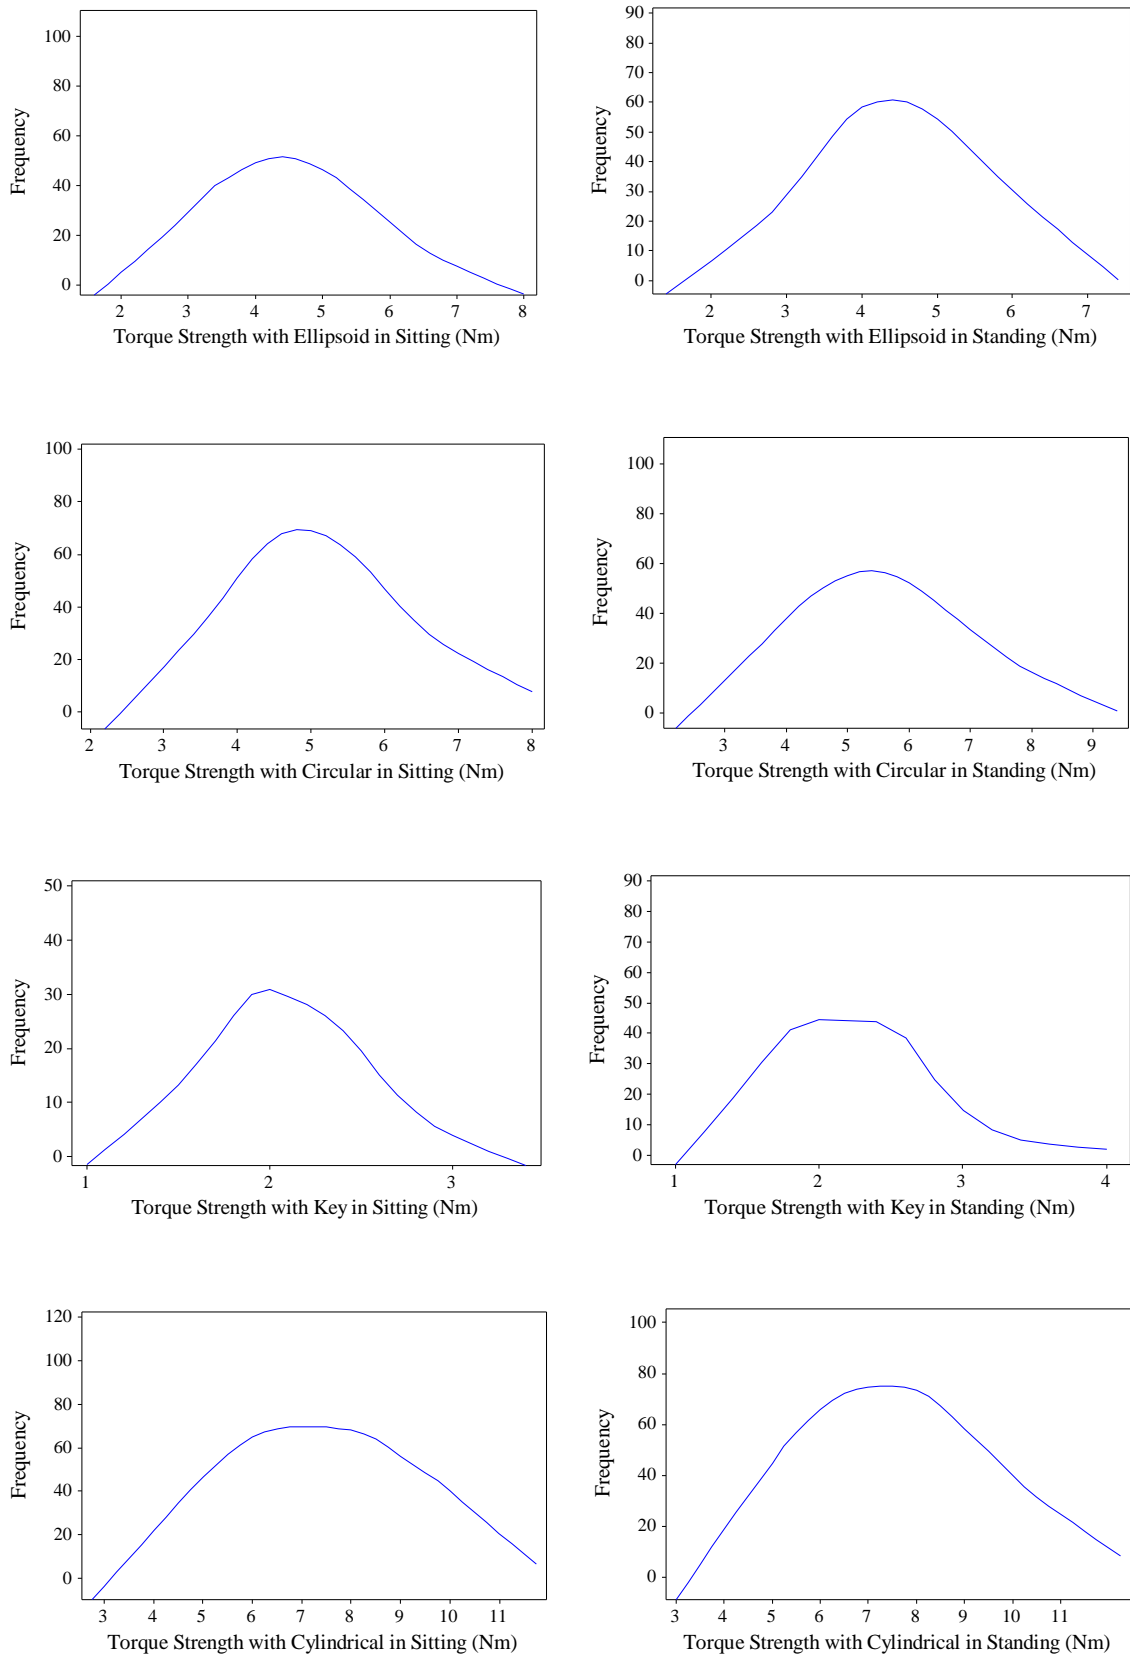 100
80
60
40
20
0
Frequency
2 3 4 5 6 7 8
Torque Strength with Ellipsoid in Sitting (Nm)
90
80
70
60
50
40
30
20
10
0
Frequency
2 3 4 5 6 7
Torque Strength with Ellipsoid in Standing (Nm)
100
80
60
40
20
0
Frequency
2 3 4 5 6 7 8
Torque Strength with Circular in Sitting (Nm)
100
80
60
40
20
0
Frequency
3 4 5 6 7 8 9
Torque Strength with Circular in Standing (Nm)
50
40
30
20
10
0
Frequency
1 2 3
Torque Strength with Key in Sitting (Nm)
90
80
70
60
50
40
30
20
10
0
Frequency
1 2 3 4
Torque Strength with Key in Standing (Nm)
120
100
80
60
40
20
0
Frequency
3 4 5 6 7 8 9 10 11
Torque Strength with Cylindrical in Sitting (Nm)
100
80
60
40
20
0
Frequency
3 4 5 6 7 8 9 10 11
Torque Strength with Cylindrical in Standing (Nm)